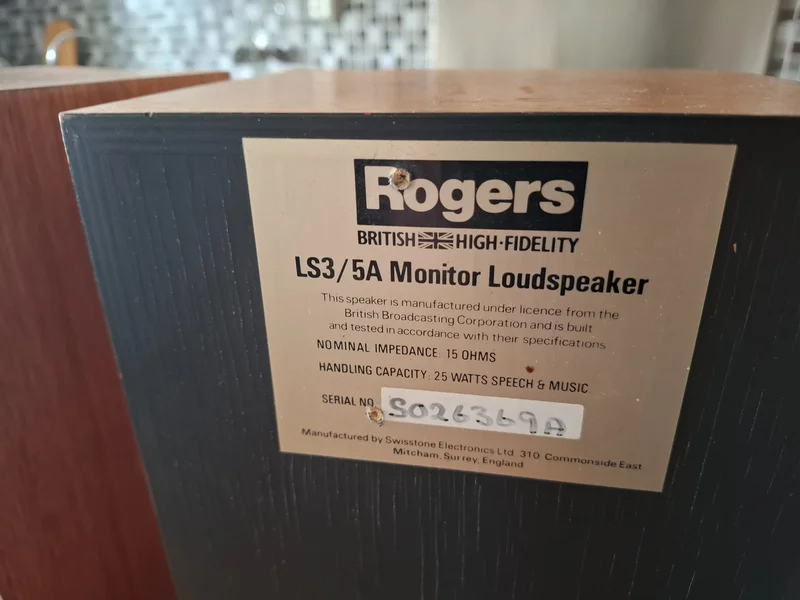 Rogers
BRITISH HIGH·FIDELITY
LS3/5A Monitor Loudspeaker
This speaker is manufactured under licence from the
British Broadcasting Corporation and is built
and tested in accordance with their specifications
NOMINAL IMPEDANCE: 15 OHMS
HANDLING CAPACITY: 25 WATTS SPEECH & MUSIC
SERIAL NO. S026369A
Manufactured by Swisstone Electronics Ltd. 310 Commonside East
Mitcham, Surrey, England